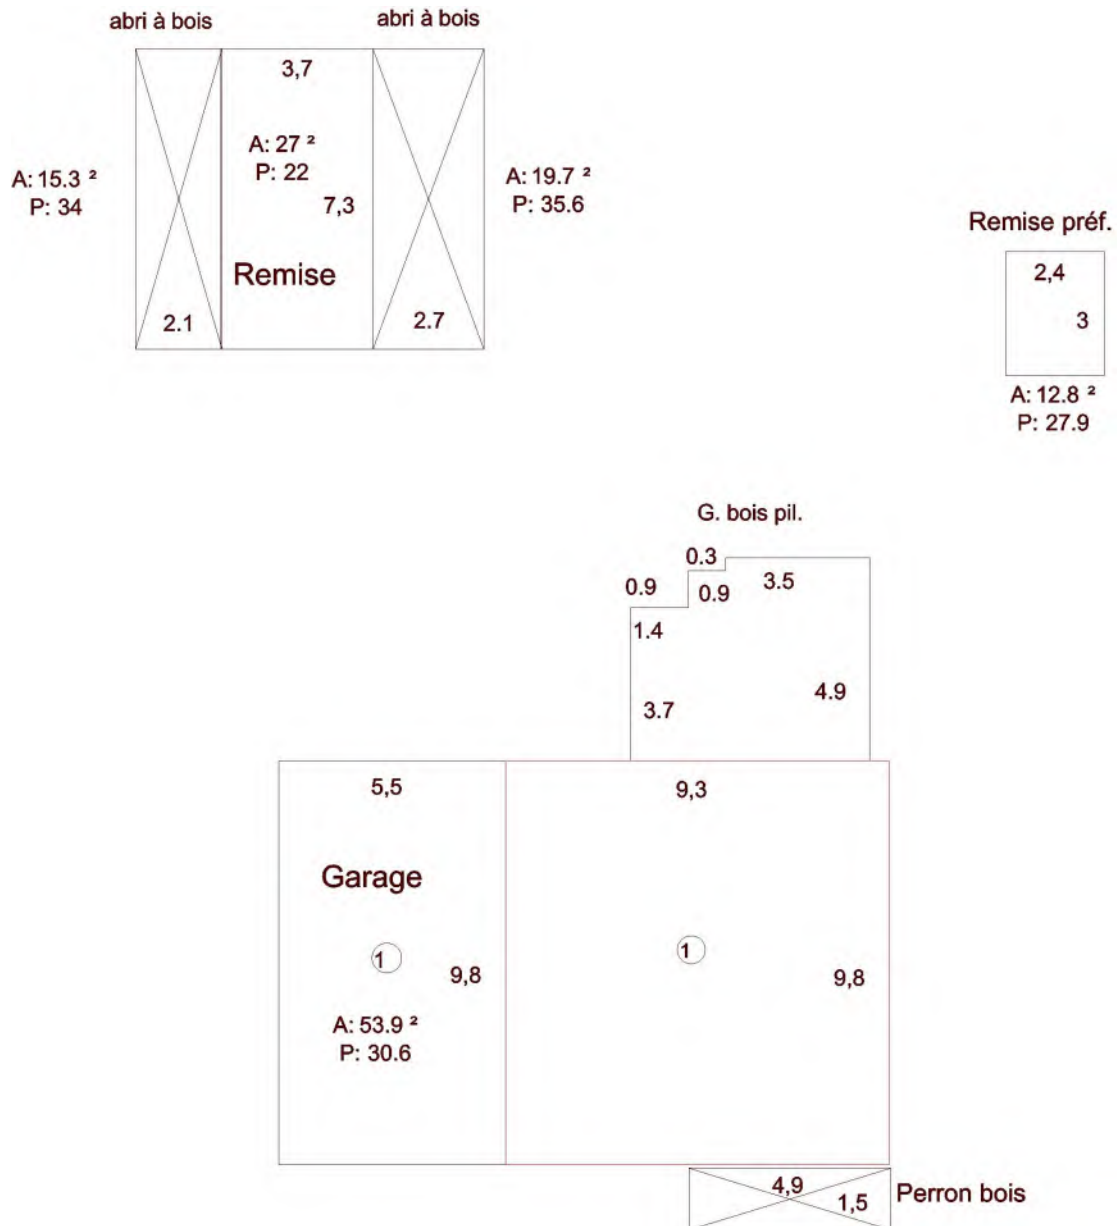 abri à bois
abri à bois
3,7
A: 27 ²
P: 22
A: 15.3 ²
P: 34
7,3
A: 19.7 ²
P: 35.6
Remise
2.1
2.7
Remise préf.
2,4
3
A: 12.8 ²
P: 27.9
G. bois pil.
0.3
0.9
0.9
3.5
1.4
3.7
4.9
5,5
9,3
Garage
1
1
9,8
9,8
A: 53.9 ²
P: 30.6
4,9
1,5
Perron bois